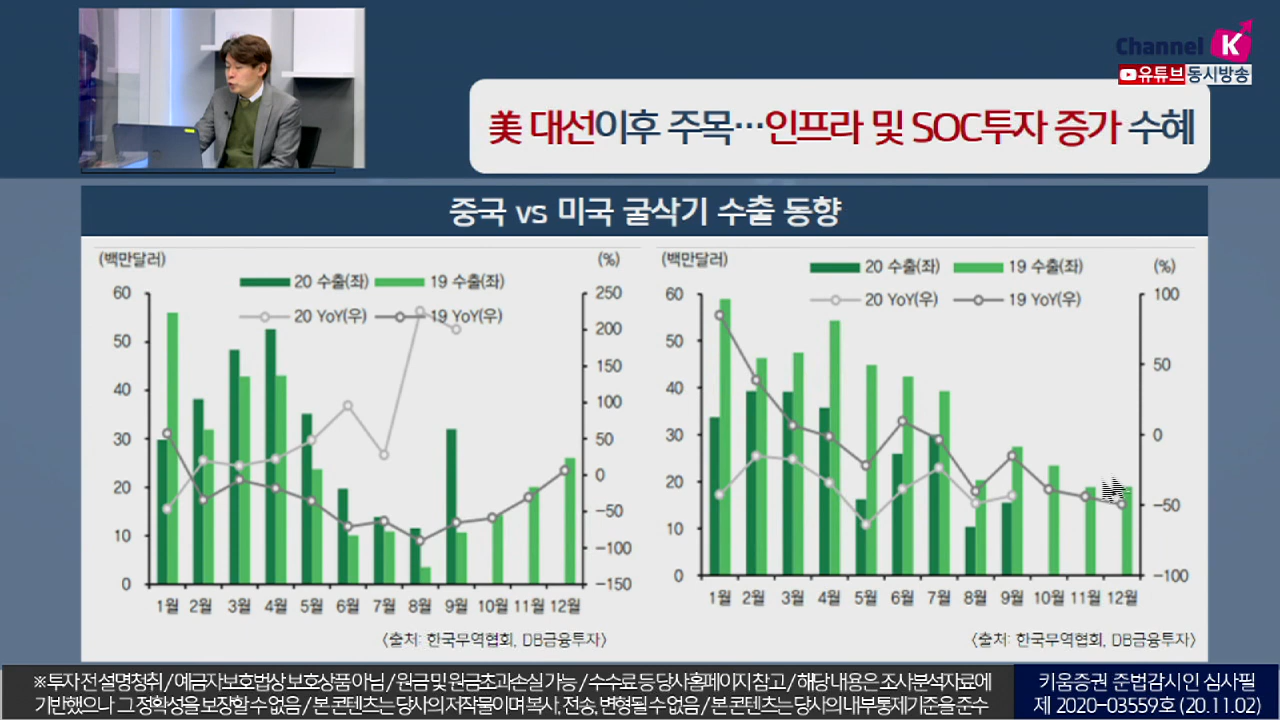 Channel K
유튜브동시방송
美 대선이후 주목…인프라 및 SOC투자 증가 수혜
중국 vs 미국 굴삭기 수출 동향
(백만달러)
(%)
20 수출(좌)
19 수출(좌)
20 YoY(우)
19 YoY(우)
60
50
40
30
20
10
0
250
200
150
100
50
0
-50
-100
-150
1월 2월 3월 4월 5월 6월 7월 8월 9월 10월 11월 12월
<출처: 한국무역협회, DB금융투자>
(백만달러)
(%)
20 수출(좌)
19 수출(좌)
20 YoY(우)
19 YoY(우)
60
50
40
30
20
10
0
100
50
0
-50
-100
1월 2월 3월 4월 5월 6월 7월 8월 9월 10월 11월 12월
<출처: 한국무역협회, DB금융투자>
※ 투자 전 설명청취 / 예금자보호법상 보호상품 아님 / 원금 및 원금초과손실 가능 / 수수료 등 당사홈페이지 참고 / 해당 내용은 조사분석자료에
기반했으나 그 정확성을 보장할 수 없음 / 본 콘텐츠는 당사의 저작물이며 복사, 전송, 변형될 수 없음 / 본 콘텐츠는 당사의 내부통제기준을 준수
키움증권 준법감시인 심사필
제 2020-03559호 (20.11.02)